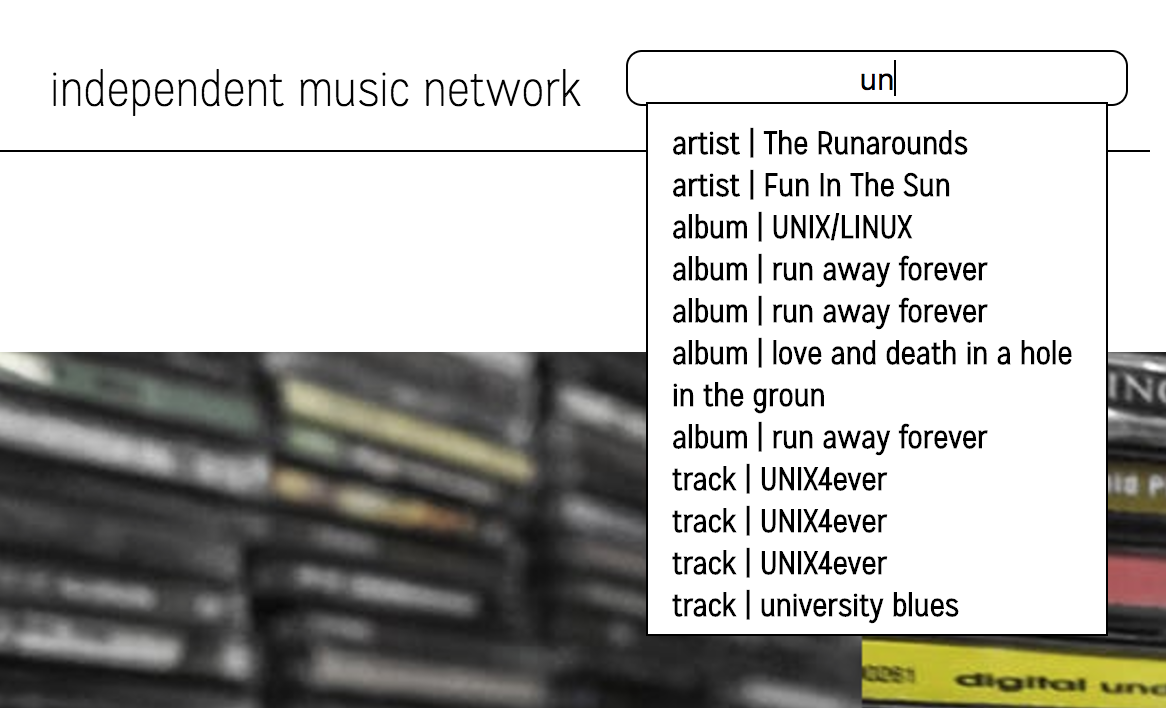 independent music network
un
artist | The Runarounds
artist | Fun In The Sun
album | UNIX/LINUX
album | run away forever
album | run away forever
album | love and death in a hole
in the groun
album | run away forever
track | UNIX4ever
track | UNIX4ever
track | UNIX4ever
track | university blues
digital und